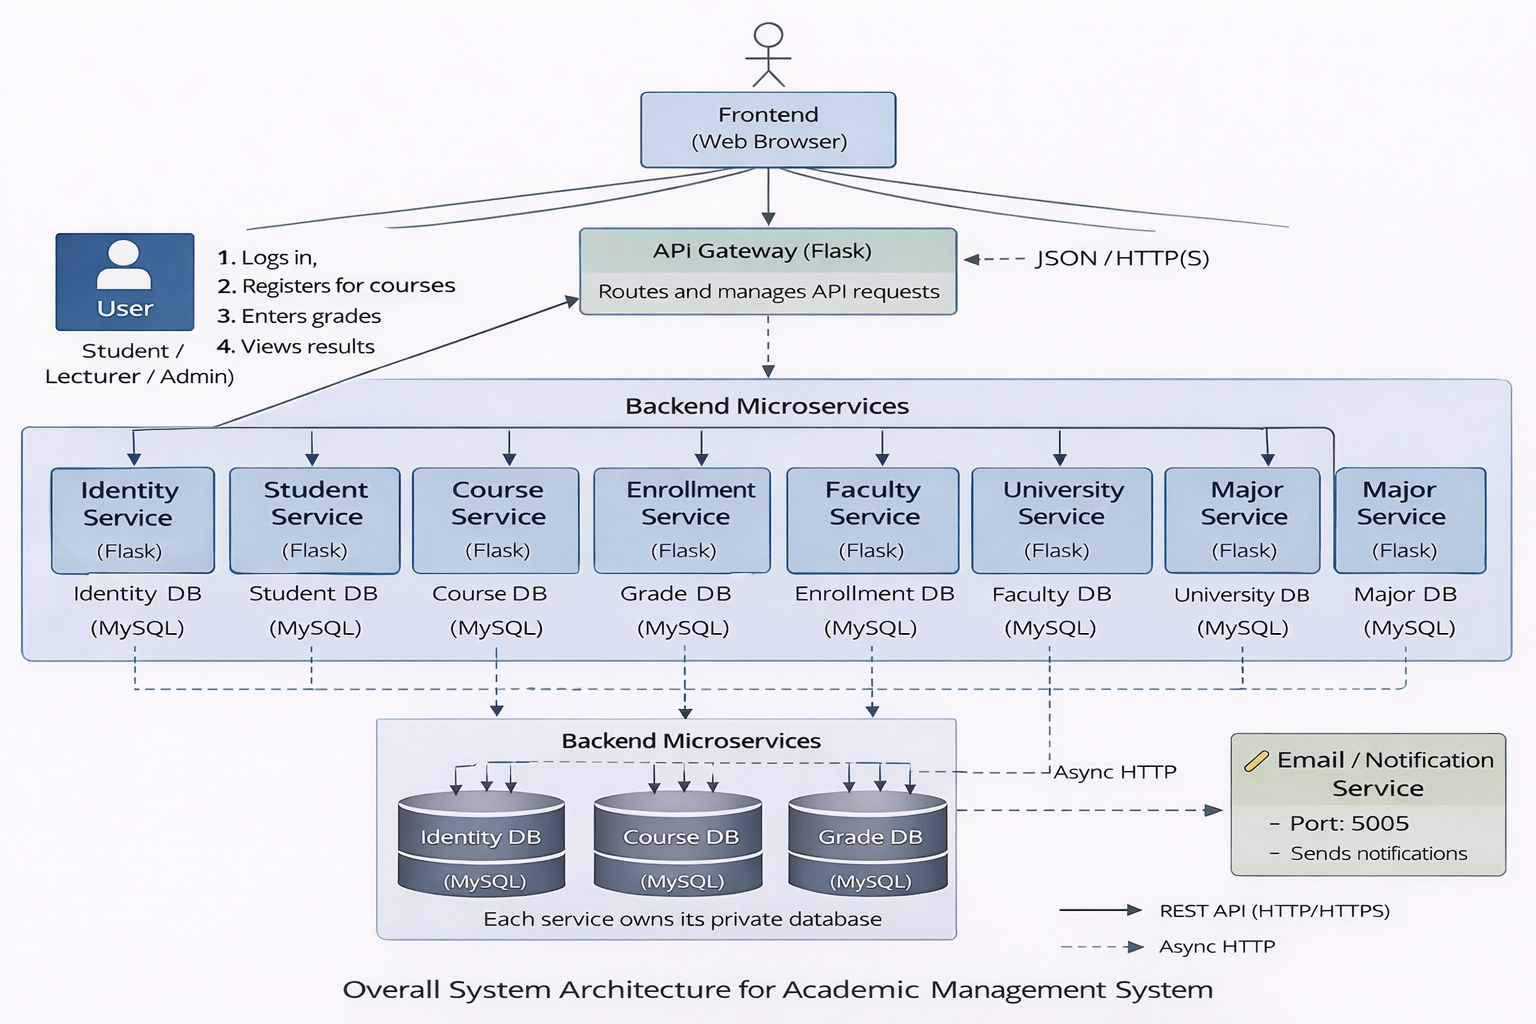 Frontend
(Web Browser)
User
Student /
Lecturer / Admin)
1. Logs in,
2. Registers for courses
3. Enters grades
4. Views results
APi Gateway (Flask)
Routes and manages API requests
JSON / HTTP(S)
Backend Microservices
Identity
Service
(Flask)
Student
Service
(Flask)
Course
Service
(Flask)
Enrollment
Service
(Flask)
Faculty
Service
(Flask)
University
Service
(Flask)
Major
Service
(Flask)
Major
Service
(Flask)
Identity DB
(MySQL)
Student DB
(MySQL)
Course DB
(MySQL)
Grade DB
(MySQL)
Enrollment DB
(MySQL)
Faculty DB
(MySQL)
University DB
(MySQL)
Major DB
(MySQL)
Backend Microservices
Identity DB
(MySQL)
Course DB
(MySQL)
Grade DB
(MySQL)
Each service owns its private database
Async HTTP
Email / Notification
Service
- Port: 5005
- Sends notifications
REST API (HTTP/HTTPS)
Async HTTP
Overall System Architecture for Academic Management System